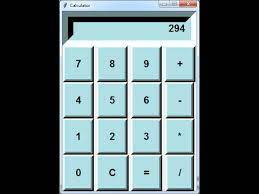 Calculator
294
7 8 9 +
4 5 6 -
1 2 3 *
0 C = /